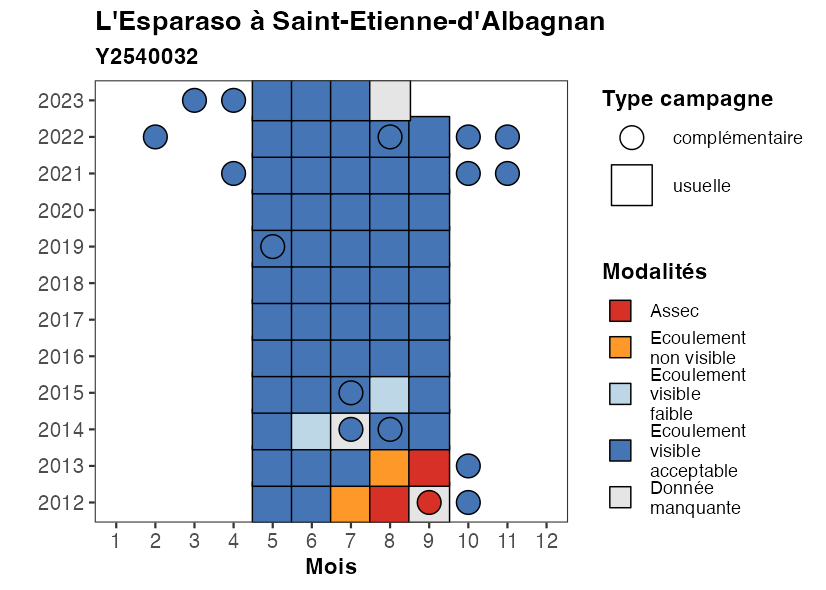 L'Esparaso à Saint-Etienne-d'Albagnan
Y2540032
2023
2022
2021
2020
2019
2018
2017
2016
2015
2014
2013
2012
1 2 3 4 5 6 7 8 9 10 11 12
Mois
Type campagne
complémentaire
usuelle
Modalités
Assec
Ecoulement
non visible
Ecoulement
visible
faible
Ecoulement
visible
acceptable
Donnée
manquante